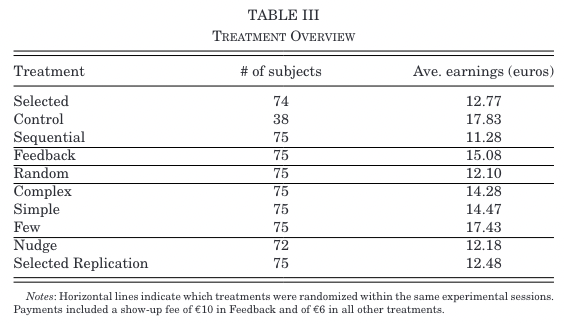 TABLE III
TREATMENT OVERVIEW
Treatment # of subjects Ave. earnings (euros)
Selected 74 12.77
Control 38 17.83
Sequential 75 11.28
Feedback 75 15.08
Random 75 12.10
Complex 75 14.28
Simple 75 14.47
Few 75 17.43
Nudge 72 12.18
Selected Replication 75 12.48
Notes: Horizontal lines indicate which treatments were randomized within the same experimental sessions.
Payments included a show-up fee of €10 in Feedback and of €6 in all other treatments.